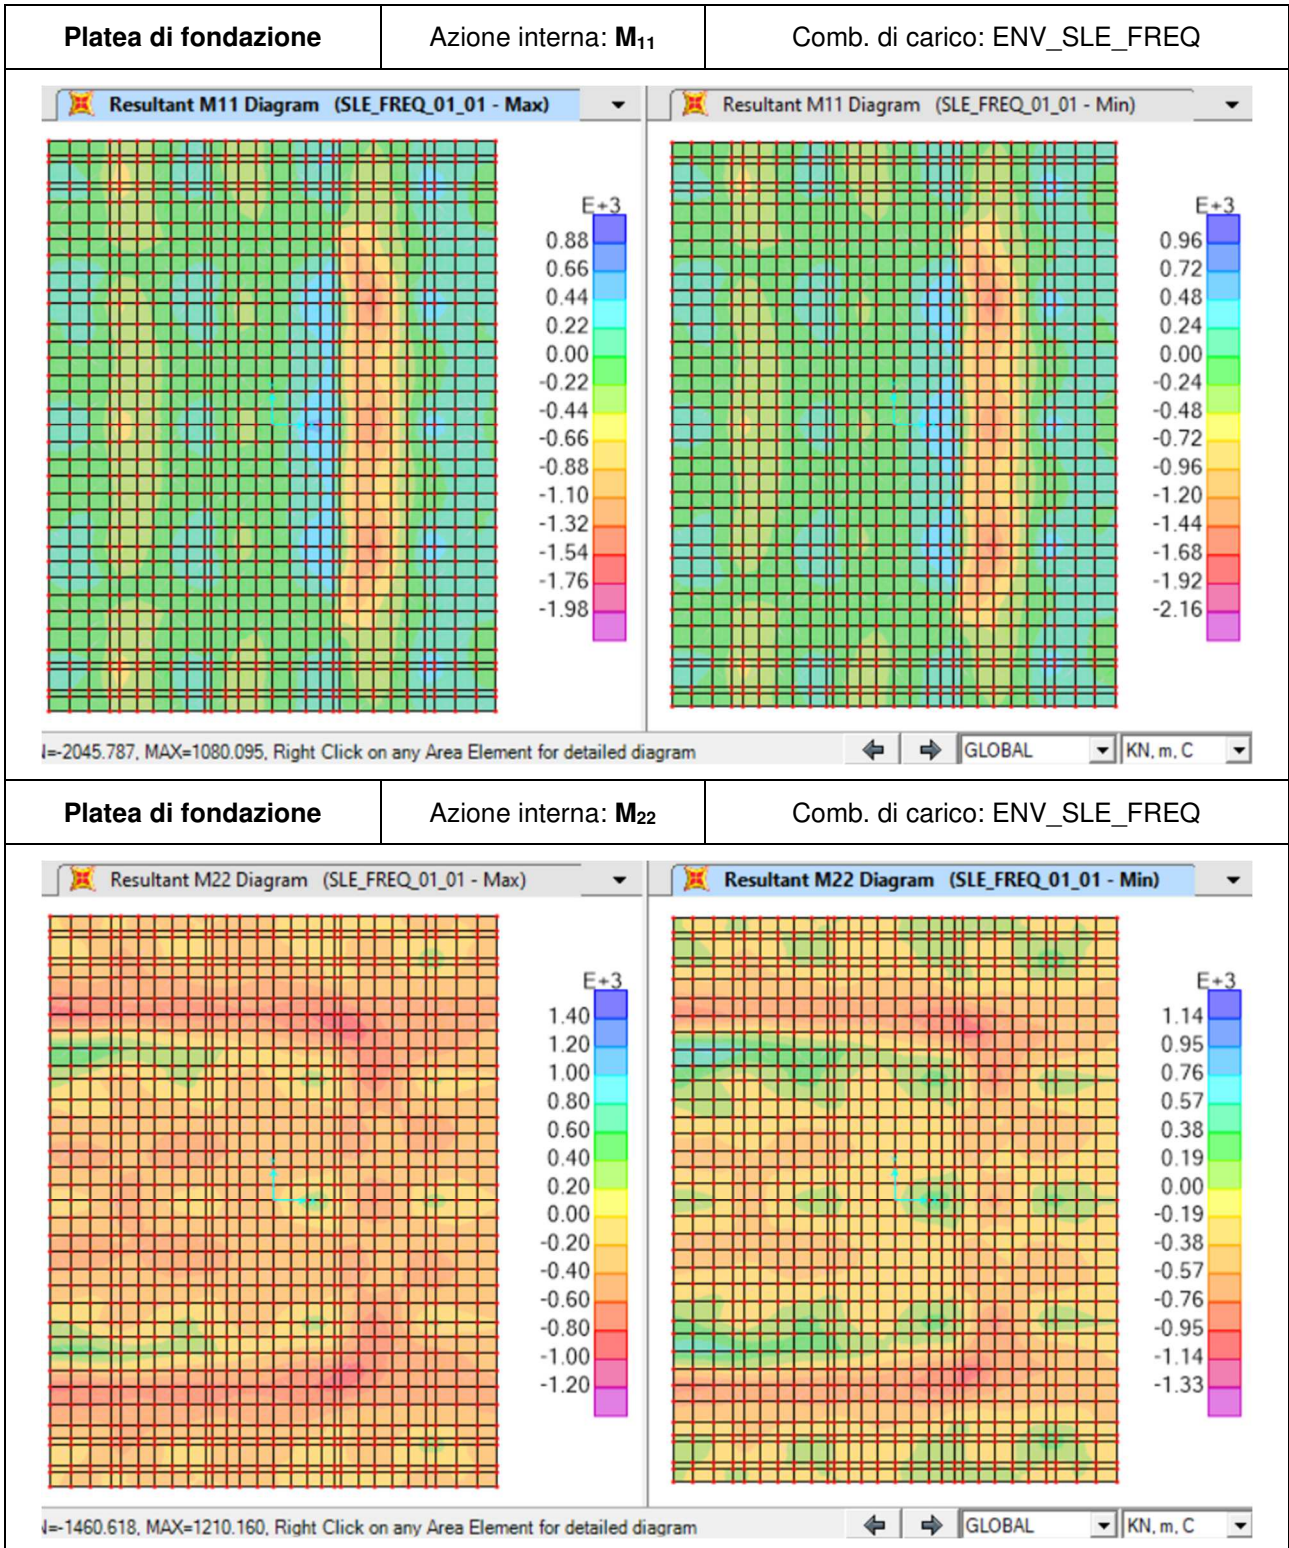 Platea di fondazione
Azione interna: M11
Comb. di carico: ENV_SLE_FREQ
Resultant M11 Diagram (SLE_FREQ_01_01 - Max)
Resultant M11 Diagram (SLE_FREQ_01_01 - Min)
E+3
0.88
0.66
0.44
0.22
0.00
-0.22
-0.44
-0.66
-0.88
-1.10
-1.32
-1.54
-1.76
-1.98
E+3
0.96
0.72
0.48
0.24
0.00
-0.24
-0.48
-0.72
-0.96
-1.20
-1.44
-1.68
-1.92
-2.16
N=-2045.787, MAX=1080.095, Right Click on any Area Element for detailed diagram
GLOBAL
KN, m, C
Platea di fondazione
Azione interna: M22
Comb. di carico: ENV_SLE_FREQ
Resultant M22 Diagram (SLE_FREQ_01_01 - Max)
Resultant M22 Diagram (SLE_FREQ_01_01 - Min)
E+3
1.40
1.20
1.00
0.80
0.60
0.40
0.20
0.00
-0.20
-0.40
-0.60
-0.80
-1.00
-1.20
E+3
1.14
0.95
0.76
0.57
0.38
0.19
0.00
-0.19
-0.38
-0.57
-0.76
-0.95
-1.14
-1.33
N=-1460.618, MAX=1210.160, Right Click on any Area Element for detailed diagram
GLOBAL
KN, m, C